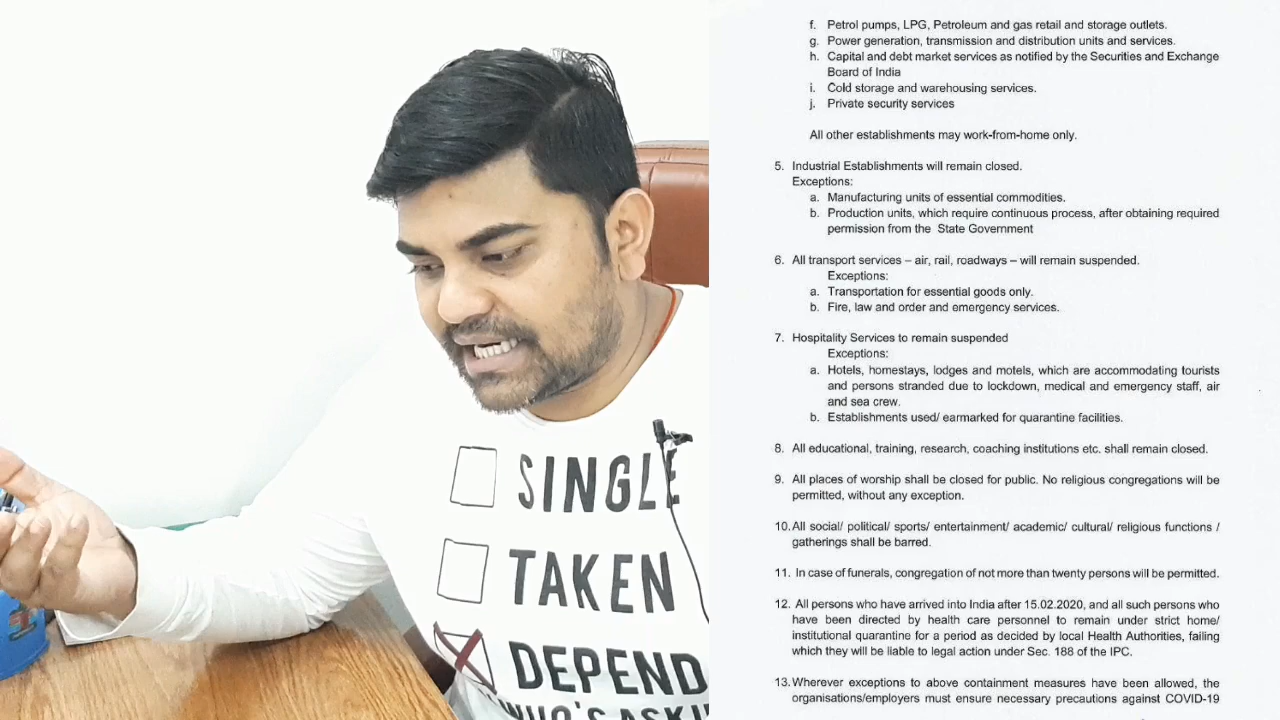 SINGLE
TAKEN
DEPEND
WHO'S ASKI
f. Petrol pumps, LPG, Petroleum and gas retail and storage outlets.
g. Power generation, transmission and distribution units and services.
h. Capital and debt market services as notified by the Securities and Exchange
Board of India
i. Cold storage and warehousing services.
j. Private security services
All other establishments may work-from-home only.
5. Industrial Establishments will remain closed.
Exceptions:
a. Manufacturing units of essential commodities.
b. Production units, which require continuous process, after obtaining required
permission from the State Government
6. All transport services – air, rail, roadways – will remain suspended.
Exceptions:
a. Transportation for essential goods only.
b. Fire, law and order and emergency services.
7. Hospitality Services to remain suspended
Exceptions:
a. Hotels, homestays, lodges and motels, which are accommodating tourists
and persons stranded due to lockdown, medical and emergency staff, air
and sea crew.
b. Establishments used/ earmarked for quarantine facilities.
8. All educational, training, research, coaching institutions etc. shall remain closed.
9. All places of worship shall be closed for public. No religious congregations will be
permitted, without any exception.
10. All social/ political/ sports/ entertainment/ academic/ cultural/ religious functions /
gatherings shall be barred.
11. In case of funerals, congregation of not more than twenty persons will be permitted.
12. All persons who have arrived into India after 15.02.2020, and all such persons who
have been directed by health care personnel to remain under strict home/
institutional quarantine for a period as decided by local Health Authorities, failing
which they will be liable to legal action under Sec. 188 of the IPC.
13. Wherever exceptions to above containment measures have been allowed, the
organisations/employers must ensure necessary precautions against COVID-19